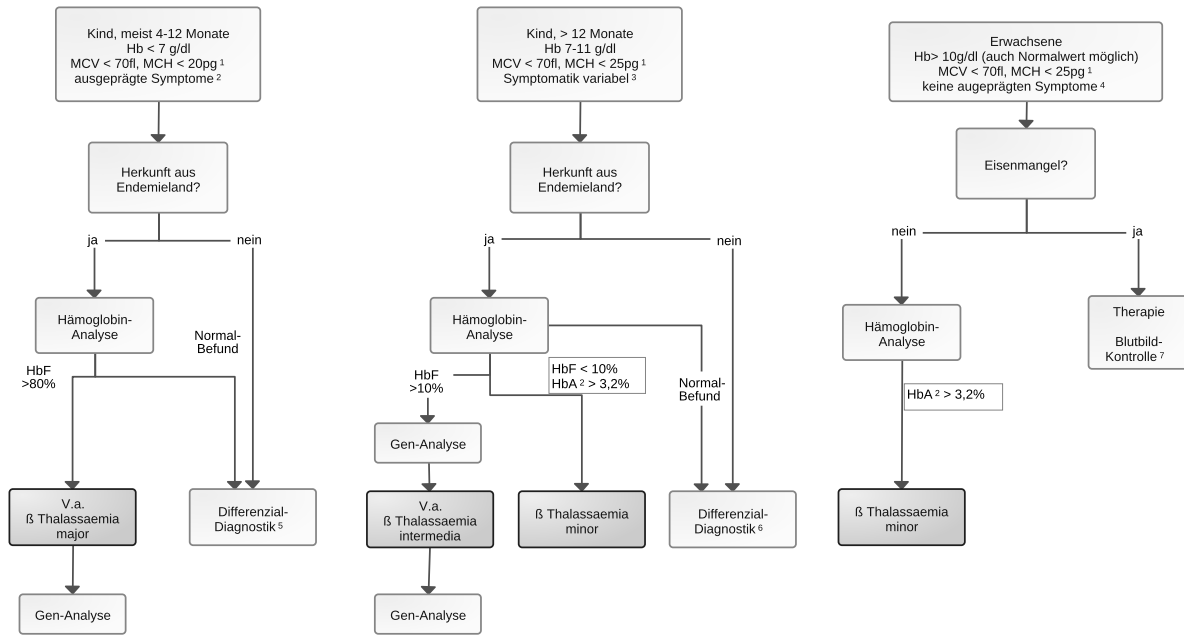 Kind, meist 4-12 Monate
Hb < 7 g/dl
MCV < 70fl, MCH < 20pg ¹
ausgeprägte Symptome ²
Herkunft aus
Endemieland?
ja
nein
Hämoglobin-
Analyse
Normal-
Befund
HbF
>80%
V.a.
ß Thalassaemia
major
Differenzial-
Diagnostik ⁵
Gen-Analyse
Kind, > 12 Monate
Hb 7-11 g/dl
MCV < 70fl, MCH < 25pg ¹
Symptomatik variabel ³
Herkunft aus
Endemieland?
ja
nein
Hämoglobin-
Analyse
HbF
>10%
HbF < 10%
HbA ² > 3,2%
Normal-
Befund
Gen-Analyse
V.a.
ß Thalassaemia
intermedia
ß Thalassaemia
minor
Differenzial-
Diagnostik ⁶
Gen-Analyse
Erwachsene
Hb> 10g/dl (auch Normalwert möglich)
MCV < 70fl, MCH < 25pg ¹
keine augeprägten Symptome ⁴
Eisenmangel?
nein
ja
Hämoglobin-
Analyse
Therapie
Blutbild-
Kontrolle ⁷
HbA ² > 3,2%
ß Thalassaemia
minor